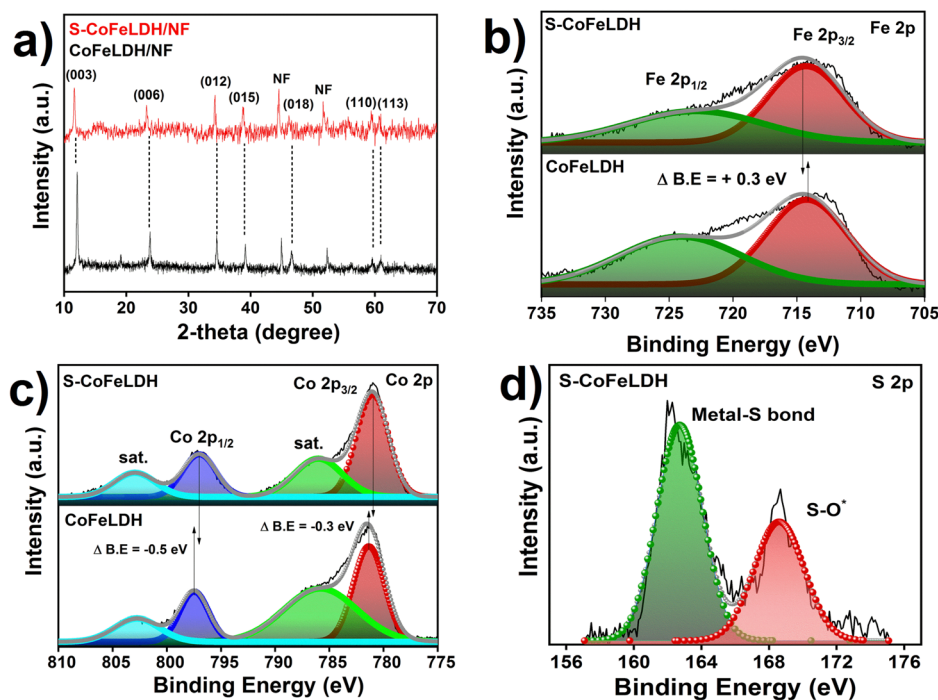 a)
S-CoFeLDH/NF
CoFeLDH/NF
(003)
(006)
(012)
(015)
NF
(018)
NF
(110)
(113)
Intensity (a.u.)
10 20 30 40 50 60 70
2-theta (degree)
b)
S-CoFeLDH
Fe 2p3/2
Fe 2p
Fe 2p1/2
CoFeLDH
Δ B.E = + 0.3 eV
Intensity (a.u.)
735 730 725 720 715 710 705
Binding Energy (eV)
c)
S-CoFeLDH
Co 2p3/2
Co 2p
Co 2p1/2
sat.
sat.
CoFeLDH
Δ B.E = -0.5 eV
Δ B.E = -0.3 eV
Intensity (a.u.)
810 805 800 795 790 785 780 775
Binding Energy (eV)
d)
S-CoFeLDH
S 2p
Metal-S bond
S-O*
Intensity (a.u.)
156 160 164 168 172 176
Binding Energy (eV)